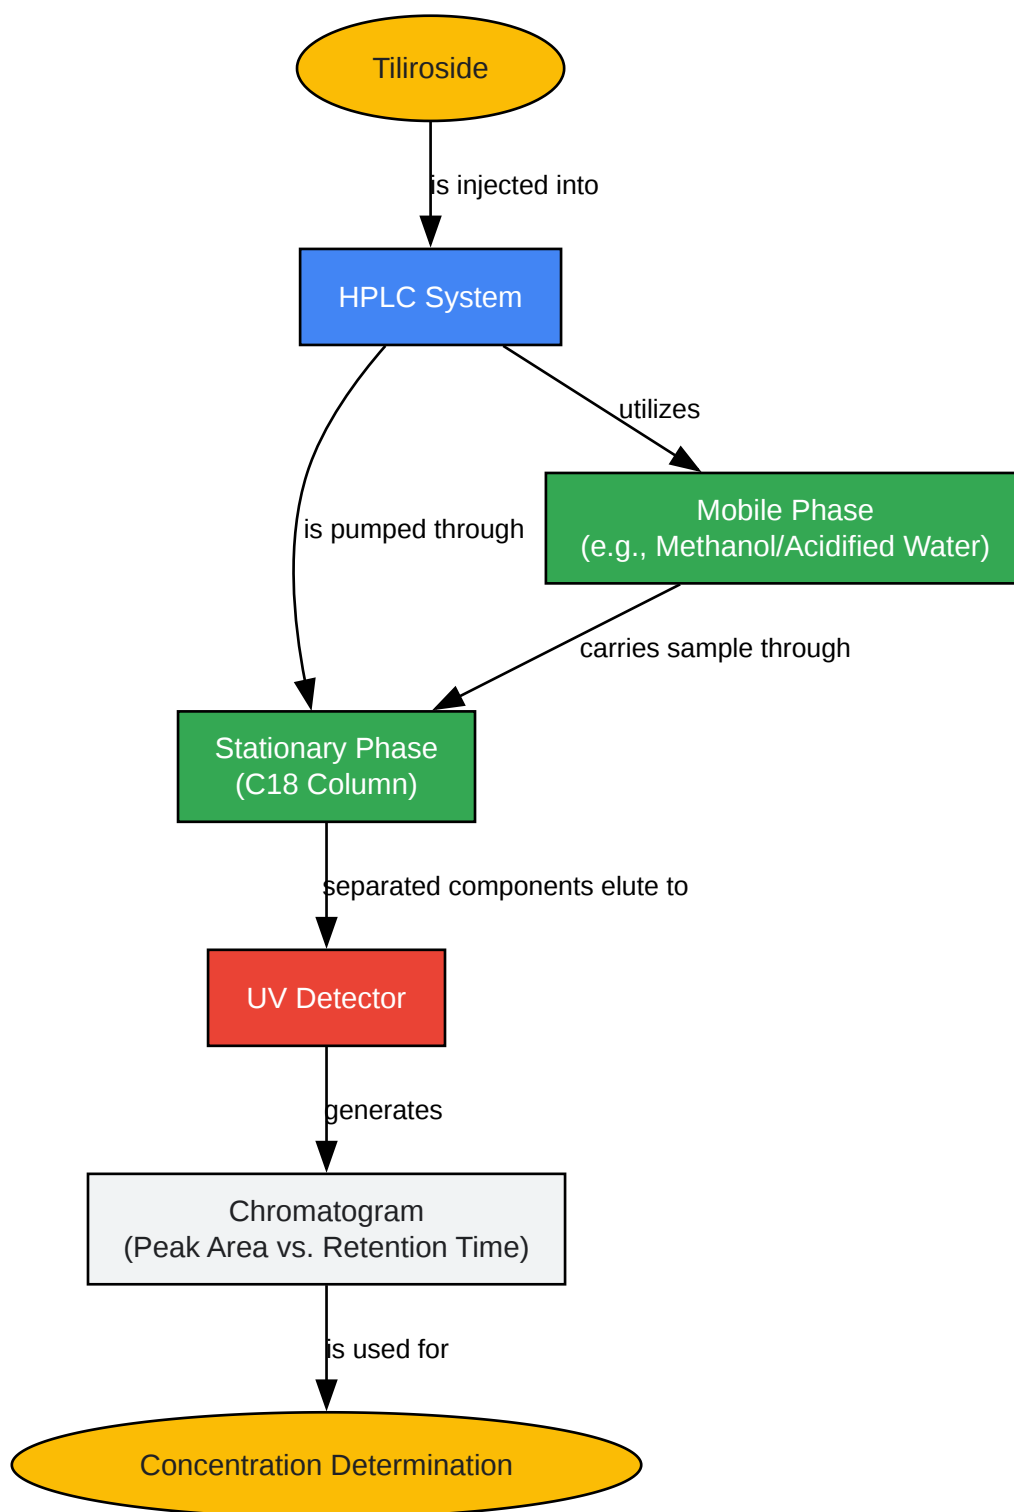 Tiliroside
is injected into
HPLC System
utilizes
Mobile Phase
(e.g., Methanol/Acidified Water)
is pumped through
carries sample through
Stationary Phase
(C18 Column)
separated components elute to
UV Detector
generates
Chromatogram
(Peak Area vs. Retention Time)
is used for
Concentration Determination